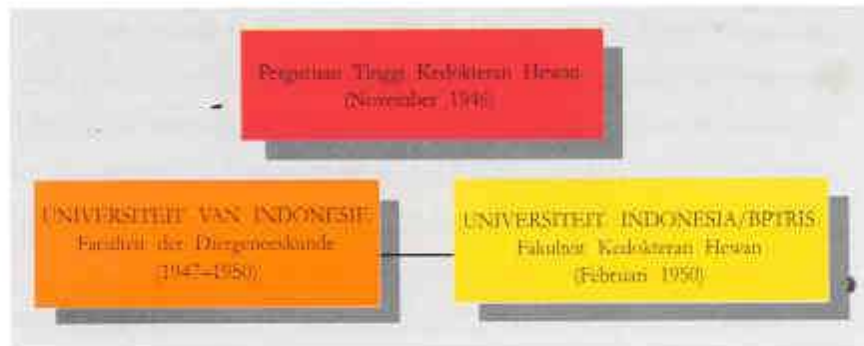 Perguruan Tinggi Kedokteran Hewan
(November 1946)
UNIVERSITEIT VAN INDONESIE
Faculteit der Diergeneeskunde
(1947–1950)
UNIVERSITEIT INDONESIA/BPTRIS
Fakultet Kedokteran Hewan
(Februari 1950)